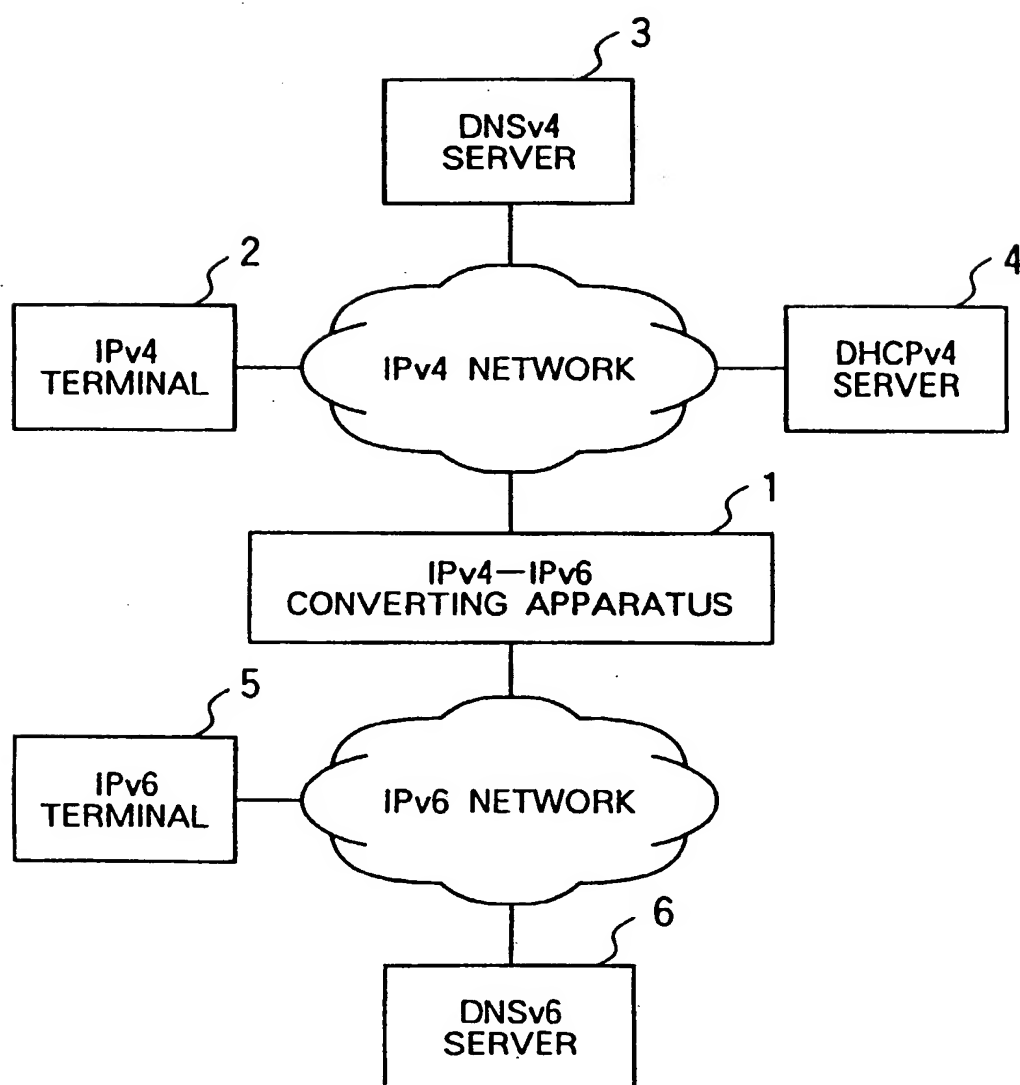 3
DNSv4
SERVER
2
4
IPv4
TERMINAL
IPv4 NETWORK
DHCPv4
SERVER
1
IPv4—IPv6
CONVERTING APPARATUS
5
IPv6
TERMINAL
IPv6 NETWORK
6
DNSv6
SERVER